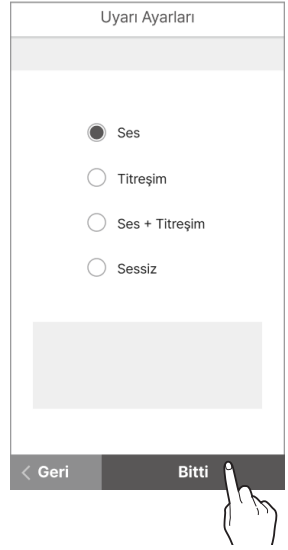 Uyarı Ayarları
Ses
Titreşim
Ses + Titreşim
Sessiz
< Geri
Bitti